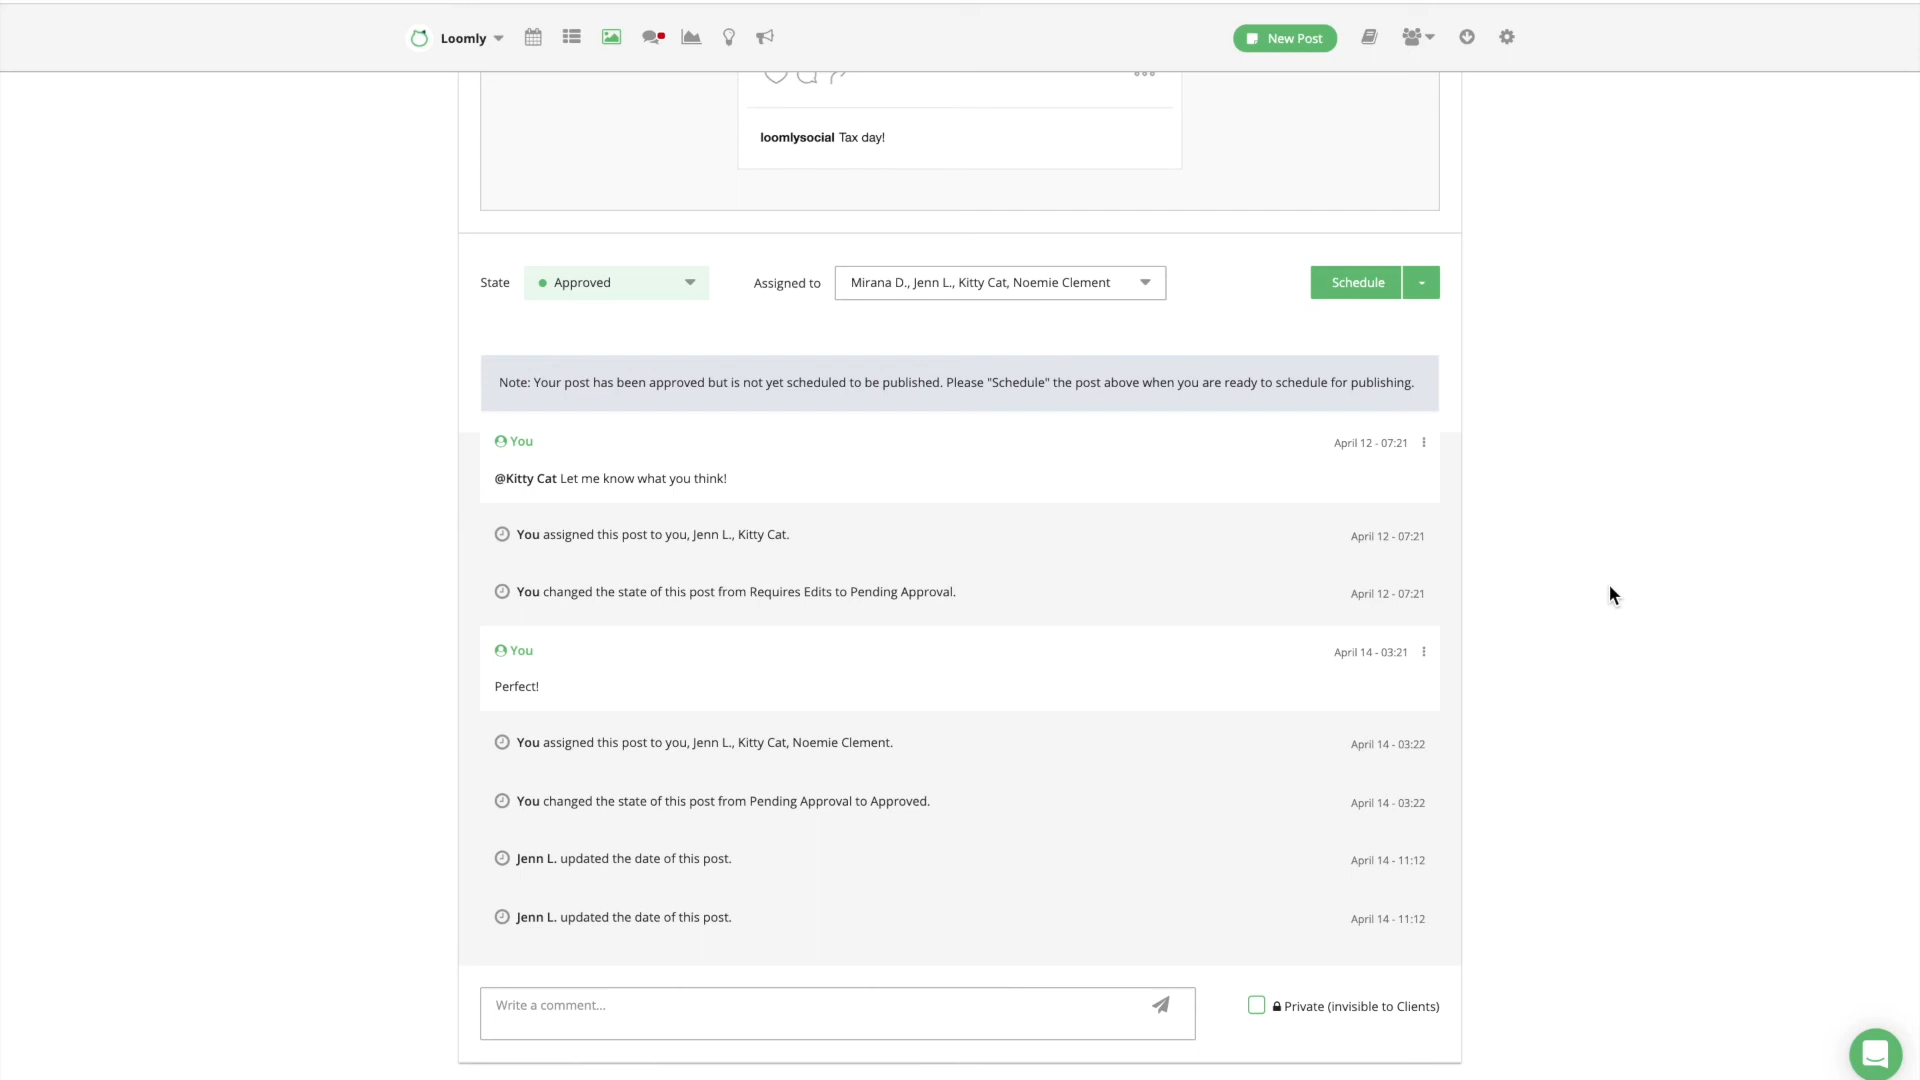 Loomly
New Post
loomlysocial Tax day!
State
Approved
Assigned to
Mirana D., Jenn L., Kitty Cat, Noemie Clement
Schedule
Note: Your post has been approved but is not yet scheduled to be published. Please "Schedule" the post above when you are ready to schedule for publishing.
You
April 12 - 07:21
@Kitty Cat Let me know what you think!
You assigned this post to you, Jenn L., Kitty Cat.
April 12 - 07:21
You changed the state of this post from Requires Edits to Pending Approval.
April 12 - 07:21
You
April 14 - 03:21
Perfect!
You assigned this post to you, Jenn L., Kitty Cat, Noemie Clement.
April 14 - 03:22
You changed the state of this post from Pending Approval to Approved.
April 14 - 03:22
Jenn L. updated the date of this post.
April 14 - 11:12
Jenn L. updated the date of this post.
April 14 - 11:12
Write a comment...
Private (invisible to Clients)